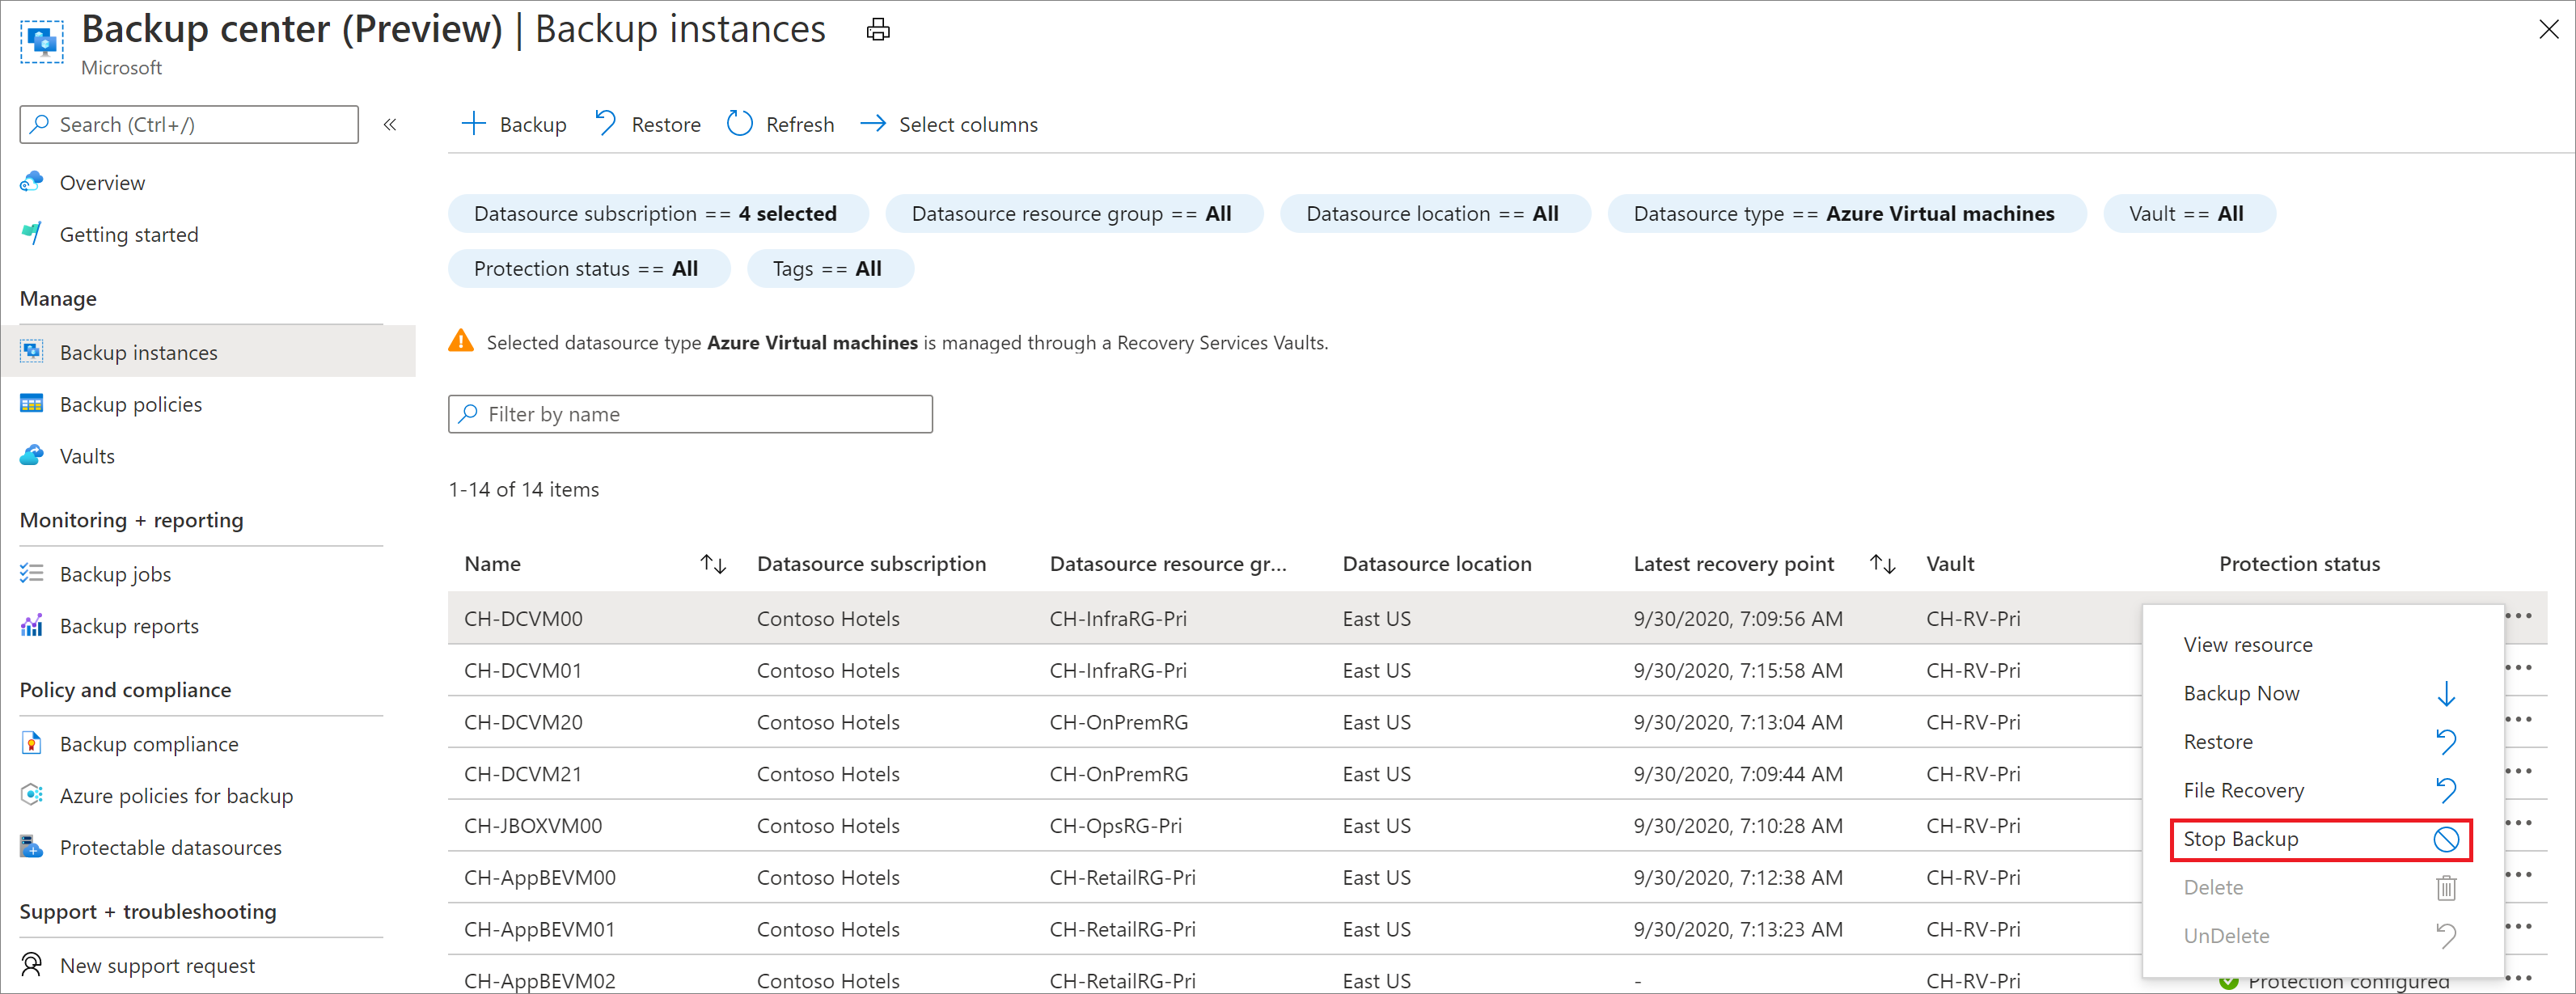 Backup center (Preview) | Backup instances
Microsoft
Search (Ctrl+/)
«
Overview
Getting started
Manage
Backup instances
Backup policies
Vaults
Monitoring + reporting
Backup jobs
Backup reports
Policy and compliance
Backup compliance
Azure policies for backup
Protectable datasources
Support + troubleshooting
New support request
Backup Restore Refresh Select columns
Datasource subscription == 4 selected Datasource resource group == All Datasource location == All Datasource type == Azure Virtual machines Vault == All
Protection status == All Tags == All
Selected datasource type Azure Virtual machines is managed through a Recovery Services Vaults.
Filter by name
1-14 of 14 items
Name Datasource subscription Datasource resource gr... Datasource location Latest recovery point Vault Protection status
CH-DCVM00 Contoso Hotels CH-InfraRG-Pri East US 9/30/2020, 7:09:56 AM CH-RV-Pri
CH-DCVM01 Contoso Hotels CH-InfraRG-Pri East US 9/30/2020, 7:15:58 AM CH-RV-Pri
CH-DCVM20 Contoso Hotels CH-OnPremRG East US 9/30/2020, 7:13:04 AM CH-RV-Pri
CH-DCVM21 Contoso Hotels CH-OnPremRG East US 9/30/2020, 7:09:44 AM CH-RV-Pri
CH-JBOXVM00 Contoso Hotels CH-OpsRG-Pri East US 9/30/2020, 7:10:28 AM CH-RV-Pri
CH-AppBEVM00 Contoso Hotels CH-RetailRG-Pri East US 9/30/2020, 7:12:38 AM CH-RV-Pri
CH-AppBEVM01 Contoso Hotels CH-RetailRG-Pri East US 9/30/2020, 7:13:23 AM CH-RV-Pri
CH-AppBEVM02 Contoso Hotels CH-RetailRG-Pri East US - CH-RV-Pri Protection configured
View resource
Backup Now
Restore
File Recovery
Stop Backup
Delete
UnDelete